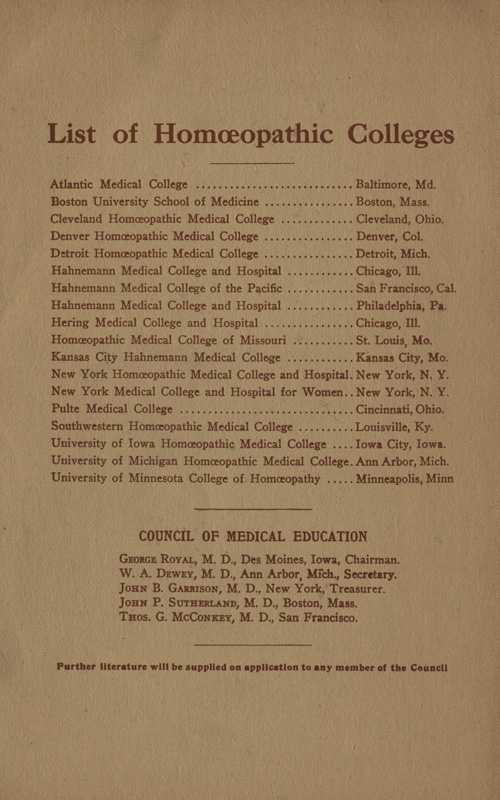 List of Homœopathic Colleges
Atlantic Medical College ........................... Baltimore, Md.
Boston University School of Medicine ............... Boston, Mass.
Cleveland Homœopathic Medical College ............ Cleveland, Ohio.
Denver Homœopathic Medical College ............... Denver, Col.
Detroit Homœopathic Medical College ............... Detroit, Mich.
Hahnemann Medical College and Hospital ........... Chicago, Ill.
Hahnemann Medical College of the Pacific ........... San Francisco, Cal.
Hahnemann Medical College and Hospital ........... Philadelphia, Pa.
Hering Medical College and Hospital ............... Chicago, Ill.
Homœopathic Medical College of Missouri .......... St. Louis, Mo.
Kansas City Hahnemann Medical College ........... Kansas City, Mo.
New York Homœopathic Medical College and Hospital. New York, N. Y.
New York Medical College and Hospital for Women.. New York, N. Y.
Pulte Medical College ............................. Cincinnati, Ohio.
Southwestern Homœopathic Medical College ......... Louisville, Ky.
University of Iowa Homœopathic Medical College .... Iowa City, Iowa.
University of Michigan Homœopathic Medical College. Ann Arbor, Mich.
University of Minnesota College of Homœopathy ..... Minneapolis, Minn
COUNCIL OF MEDICAL EDUCATION
George Royal, M. D., Des Moines, Iowa, Chairman.
W. A. Dewey, M. D., Ann Arbor, Mich., Secretary.
John B. Garrison, M. D., New York, Treasurer.
John P. Sutherland, M. D., Boston, Mass.
Thos. G. McConkey, M. D., San Francisco.
Further literature will be supplied on application to any member of the Council